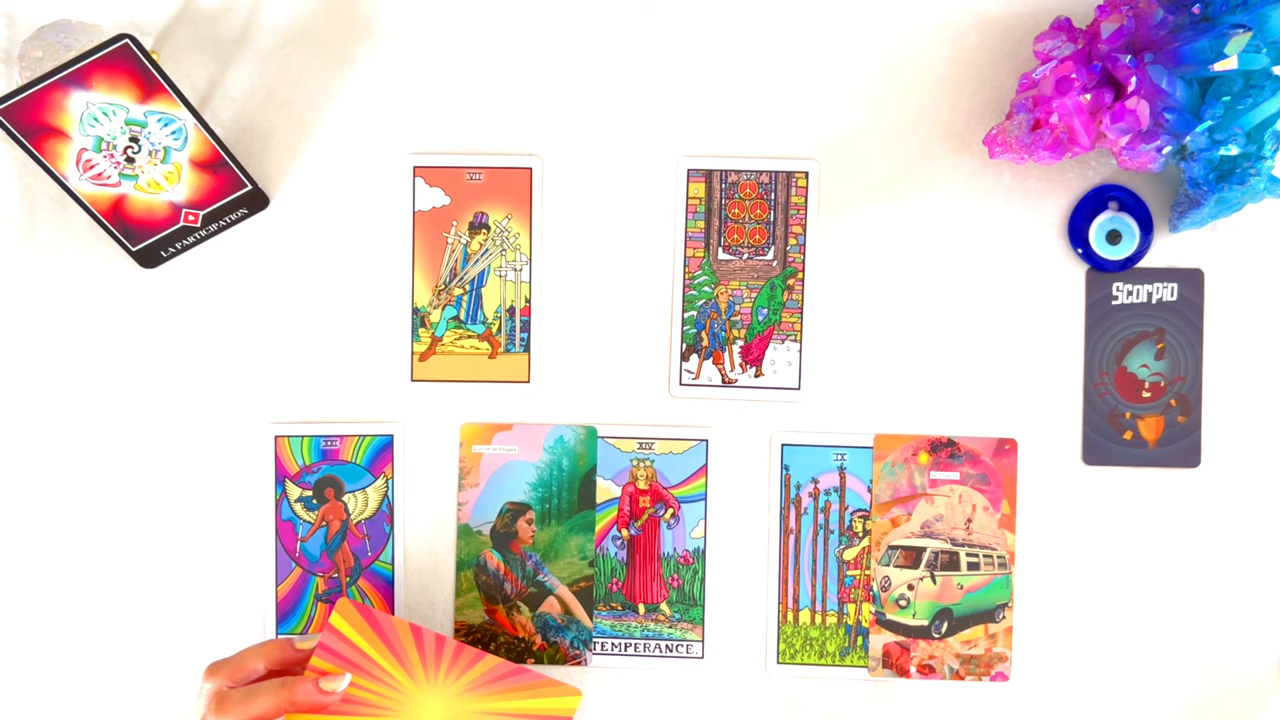 LA PARTICIPATION
VII
Scorpio
XXI
XIV
TEMPERANCE.
IX